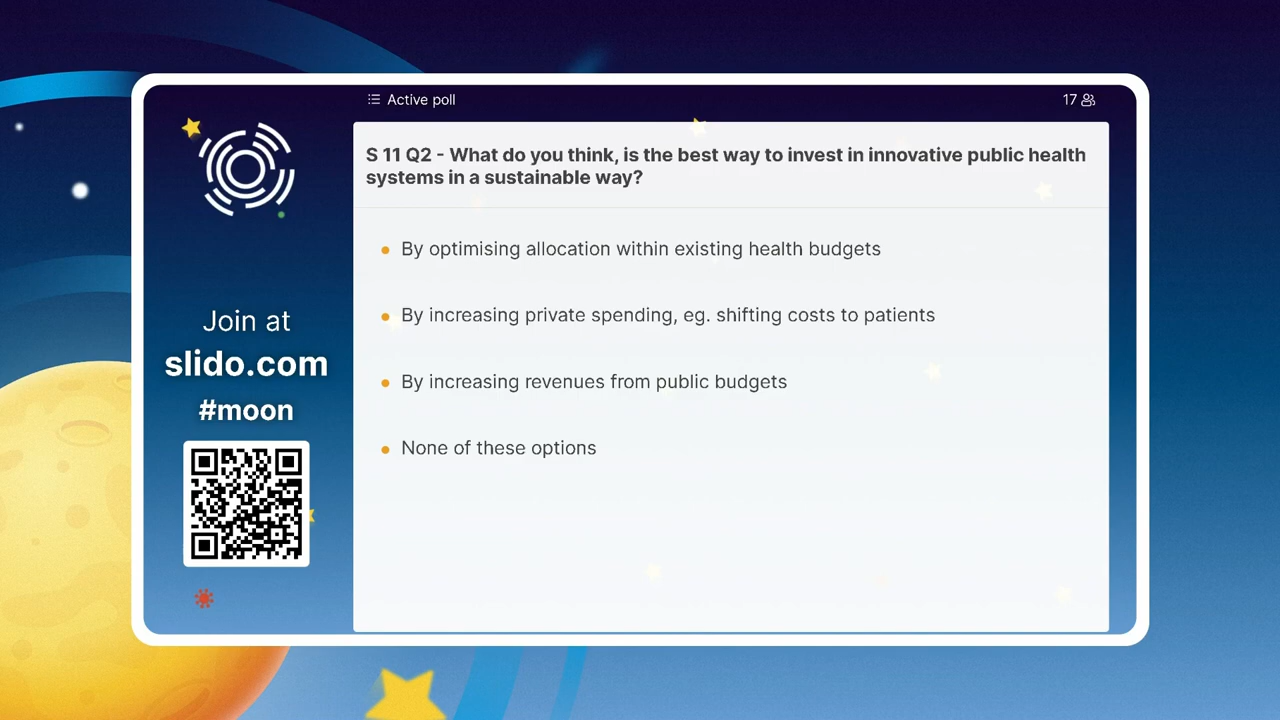 Active poll
17
S 11 Q2 - What do you think, is the best way to invest in innovative public health
systems in a sustainable way?
By optimising allocation within existing health budgets
By increasing private spending, eg. shifting costs to patients
By increasing revenues from public budgets
None of these options
Join at
slido.com
#moon